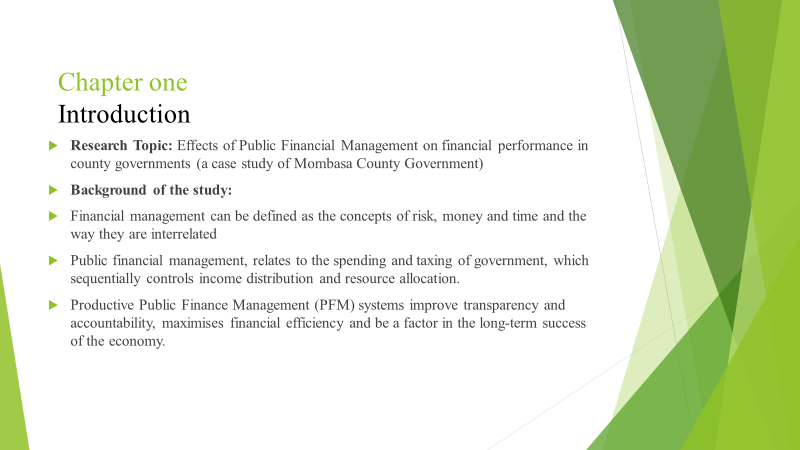 Chapter one
Introduction
Research Topic: Effects of Public Financial Management on financial performance in
county governments (a case study of Mombasa County Government)
Background of the study:
Financial management can be defined as the concepts of risk, money and time and the
way they are interrelated
Public financial management, relates to the spending and taxing of government, which
sequentially controls income distribution and resource allocation.
Productive Public Finance Management (PFM) systems improve transparency and
accountability, maximises financial efficiency and be a factor in the long-term success
of the economy.